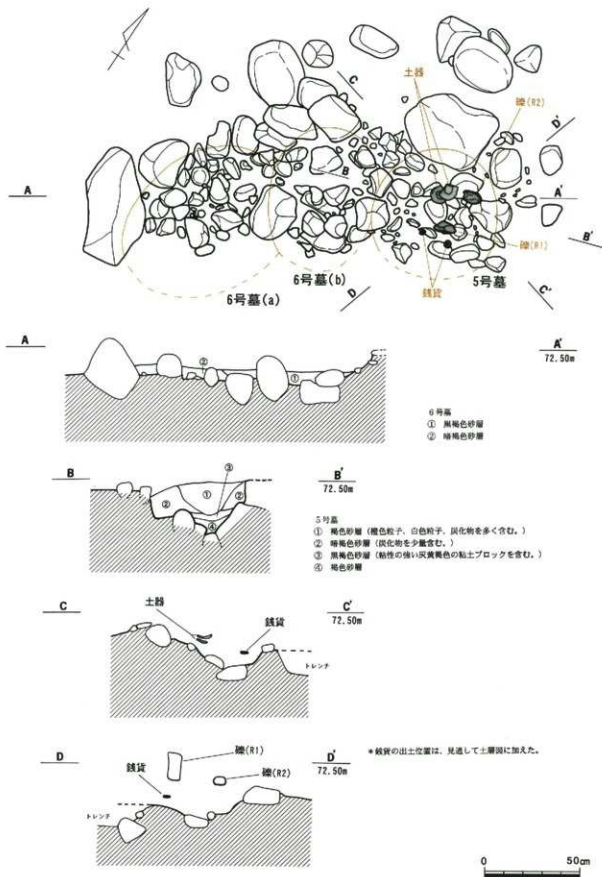 C
土器
礫(R2)
D'
A
B
A'
B'
礫(R1)
6号墓(b)
5号墓
D
銭貨
C'
6号墓(a)
A
A'
72.50m
②
①
6号墓
① 黒褐色砂層
② 暗褐色砂層
B
③
B'
72.50m
②
①
②
④
5号墓
① 褐色砂層(橙色粒子、白色粒子、炭化物を多く含む。)
② 暗褐色砂層(炭化物を少量含む。)
③ 黒褐色砂層(粘性の強い灰黄褐色の粘土ブロックを含む。)
④ 褐色砂層
C
土器
銭貨
C'
72.50m
トレンチ
D
礫(R1)
D'
72.50m
*銭貨の出土位置は、見通して土層図に加えた。
銭貨
礫(R2)
トレンチ
0
50cm